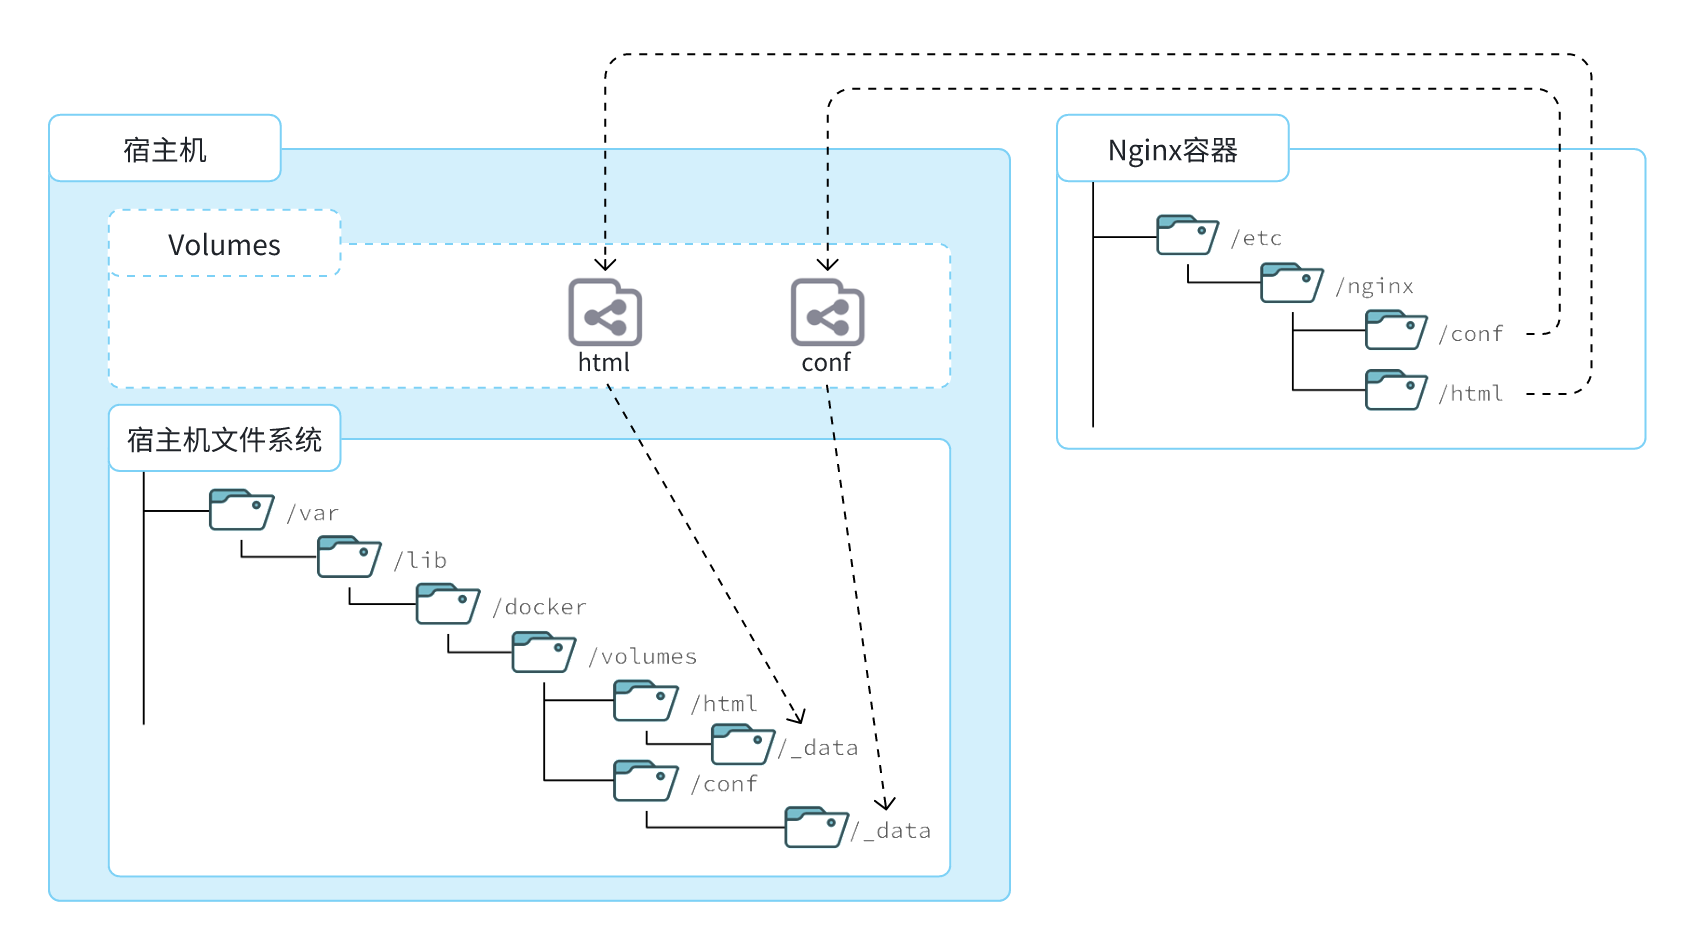 宿主机
Volumes
html
conf
宿主机文件系统
/var
/lib
/docker
/volumes
/html
/_data
/conf
/_data
Nginx容器
/etc
/nginx
/conf
/html